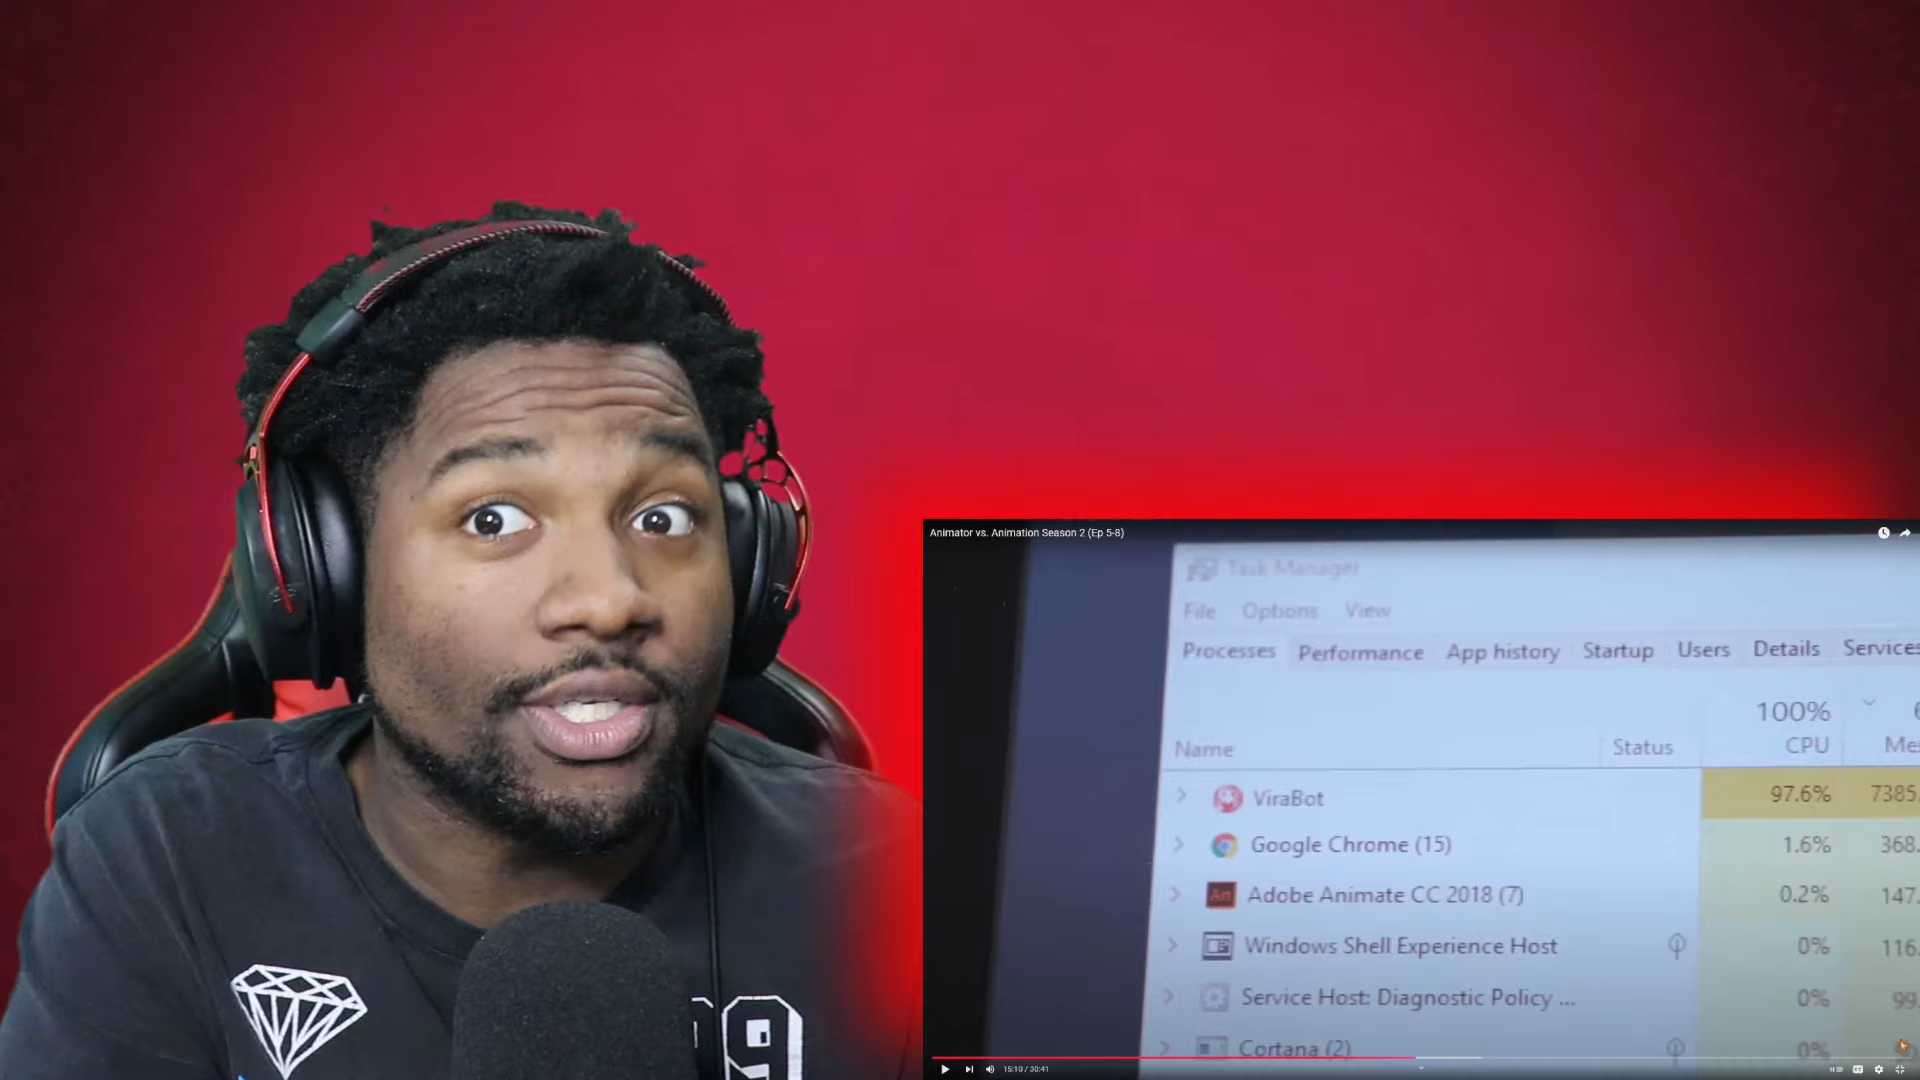 Animator vs. Animation Season 2 (Ep 5-8)
Task Manager
File Options View
Processes Performance App history Startup Users Details Services
100%
Name Status CPU
ViraBot 97.6% 7385.
Google Chrome (15) 1.6% 368.
An Adobe Animate CC 2018 (7) 0.2% 147.
Windows Shell Experience Host 0% 116.
Service Host: Diagnostic Policy ... 0% 99
Cortana (2) 0%
15:10 / 30:41